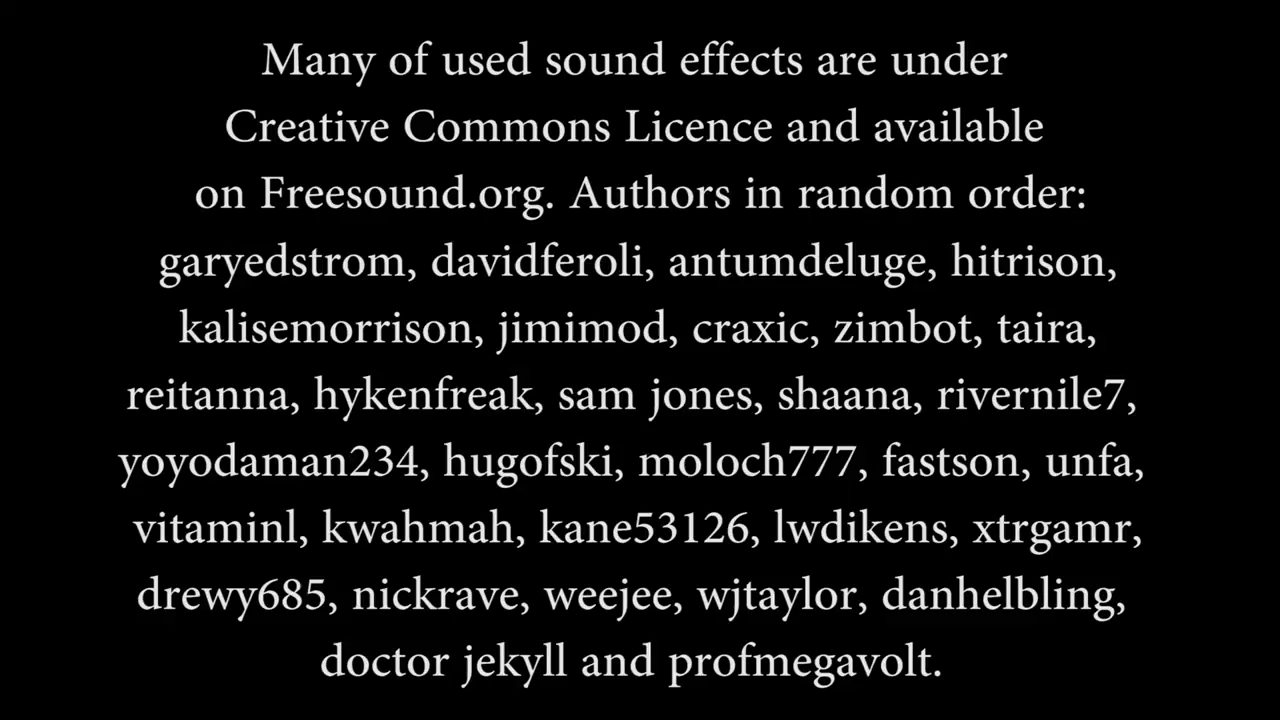 Many of used sound effects are under
Creative Commons Licence and available
on Freesound.org. Authors in random order:
garyedstrom, davidferoli, antumdeluge, hitrison,
kalisemorrison, jimimod, craxic, zimbot, taira,
reitanna, hykenfreak, sam jones, shaana, rivernile7,
yoyodaman234, hugofski, moloch777, fastson, unfa,
vitaminl, kwahmah, kane53126, lwdikens, xtrgamr,
drewy685, nickrave, weejee, wjtaylor, danhelbling,
doctor jekyll and profmegavolt.